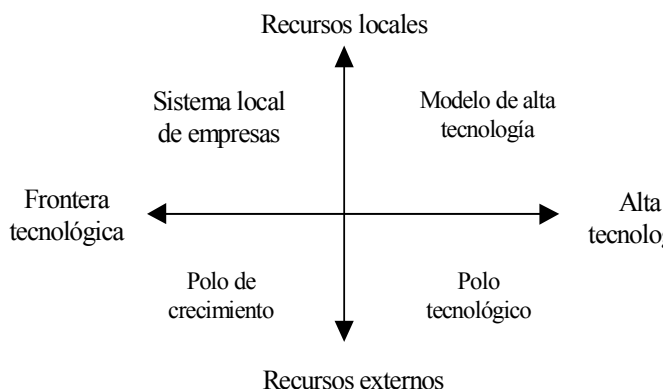 Recursos locales
Sistema local
de empresas
Modelo de alta
tecnología
Frontera
tecnológica
Alta
tecnolog
Polo de
crecimiento
Polo
tecnológico
Recursos externos